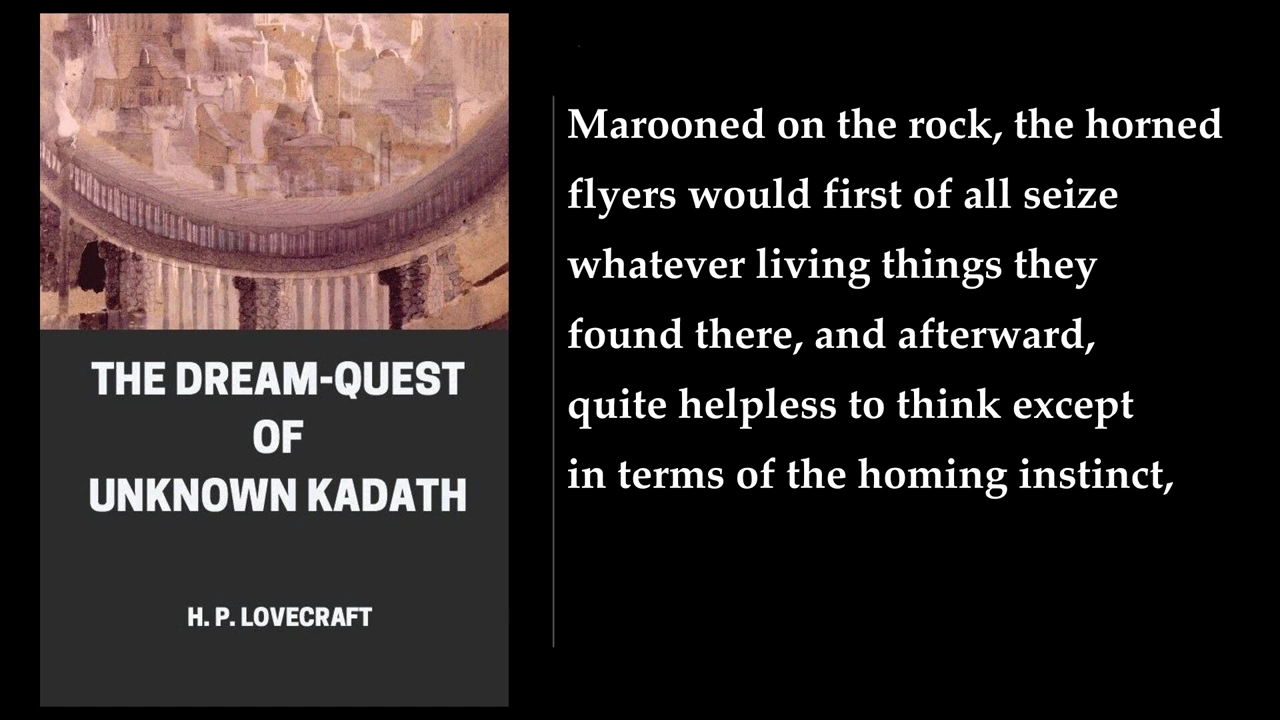 THE DREAM-QUEST
OF
UNKNOWN KADATH
H. P. LOVECRAFT
Marooned on the rock, the horned
flyers would first of all seize
whatever living things they
found there, and afterward,
quite helpless to think except
in terms of the homing instinct,